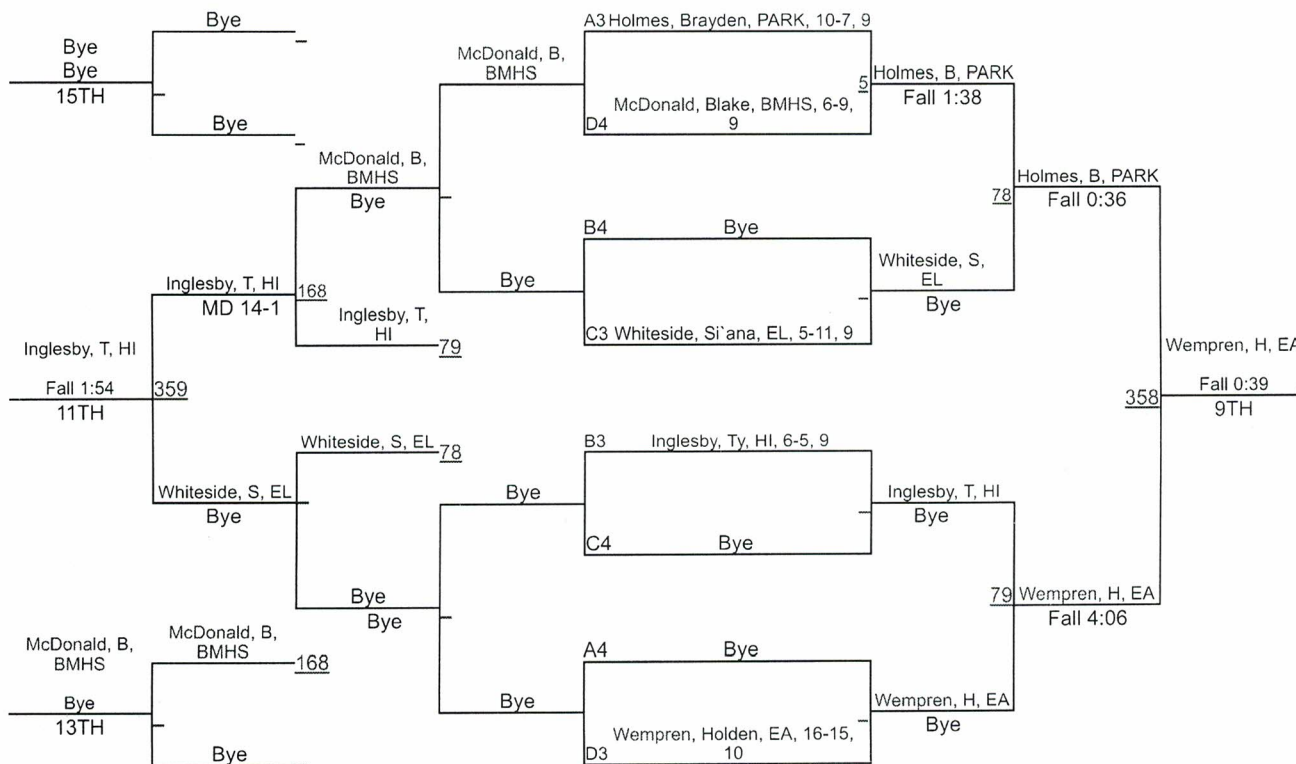 Bye
Bye
Bye
15TH
Bye
McDonald, B,
BMHS
A3 Holmes, Brayden, PARK, 10-7, 9
5
McDonald, Blake, BMHS, 6-9,
D4 9
Holmes, B, PARK
Fall 1:38
McDonald, B,
BMHS
Bye
Holmes, B, PARK
78
Fall 0:36
B4 Bye
Bye
Whiteside, S,
EL
Bye
C3 Whiteside, Si`ana, EL, 5-11, 9
Inglesby, T, HI
168
MD 14-1
Inglesby, T,
HI
79
Inglesby, T, HI
Fall 1:54
359
11TH
Wempren, H, EA
358
Fall 0:39
9TH
Whiteside, S, EL
78
Whiteside, S, EL
Bye
B3 Inglesby, Ty, HI, 6-5, 9
Bye
Inglesby, T, HI
Bye
C4 Bye
Bye
Bye
79
Wempren, H, EA
Fall 4:06
McDonald, B,
BMHS
Bye
13TH
McDonald, B,
BMHS
168
Bye
A4 Bye
Bye
Wempren, H, EA
Bye
Wempren, Holden, EA, 16-15,
D3 10